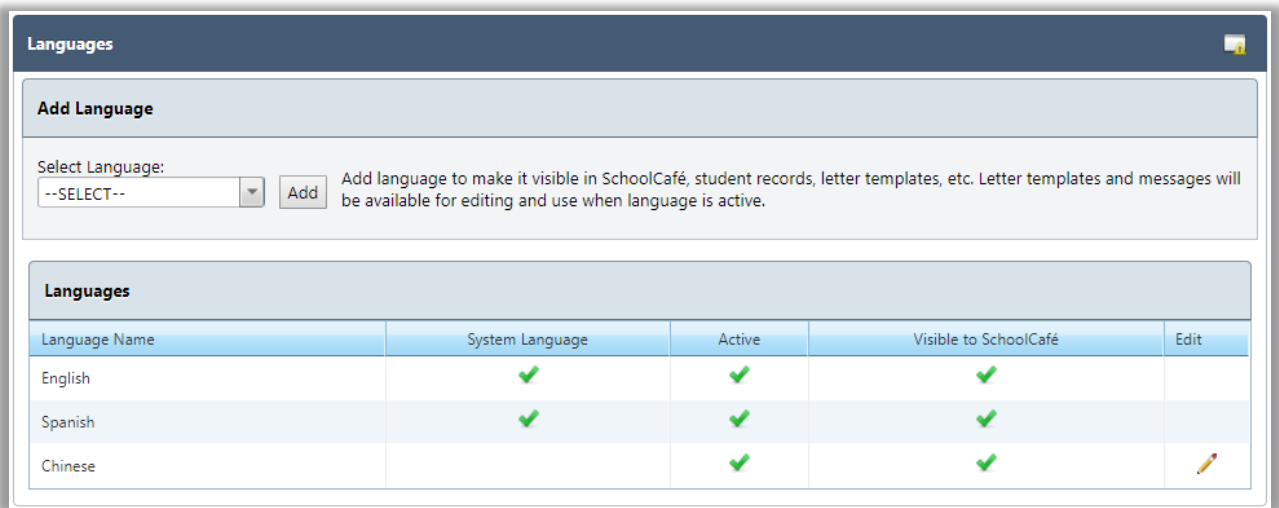 Languages
Add Language
Select Language:
--SELECT--
Add
Add language to make it visible in SchoolCafé, student records, letter templates, etc. Letter templates and messages will
be available for editing and use when language is active.
Languages
Language Name System Language Active Visible to SchoolCafé Edit
English
Spanish
Chinese